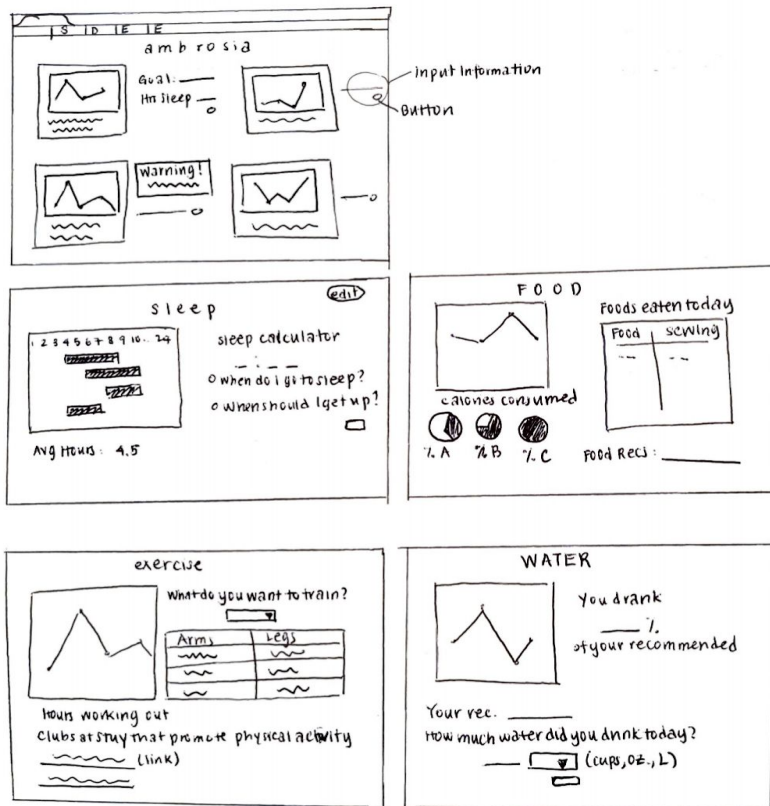 S D E E
ambrosia
Goal:
Hrs sleep
input information
Button
Warning!
sleep
edit
1 2 3 4 5 6 7 8 9 10.. 24
sleep calculator
when do I go to sleep?
when should I get up?
Avg Hours: 4.5
FOOD
Foods eaten today
Food serving
calories consumed
% A % B % C
Food Recs:
exercise
What do you want to train?
Arms Legs
Hours working out
Clubs at stuy that promote physical activity
(link)
WATER
You drank
%
of your recommended
Your rec.
How much water did you drink today?
(cups, oz., L)